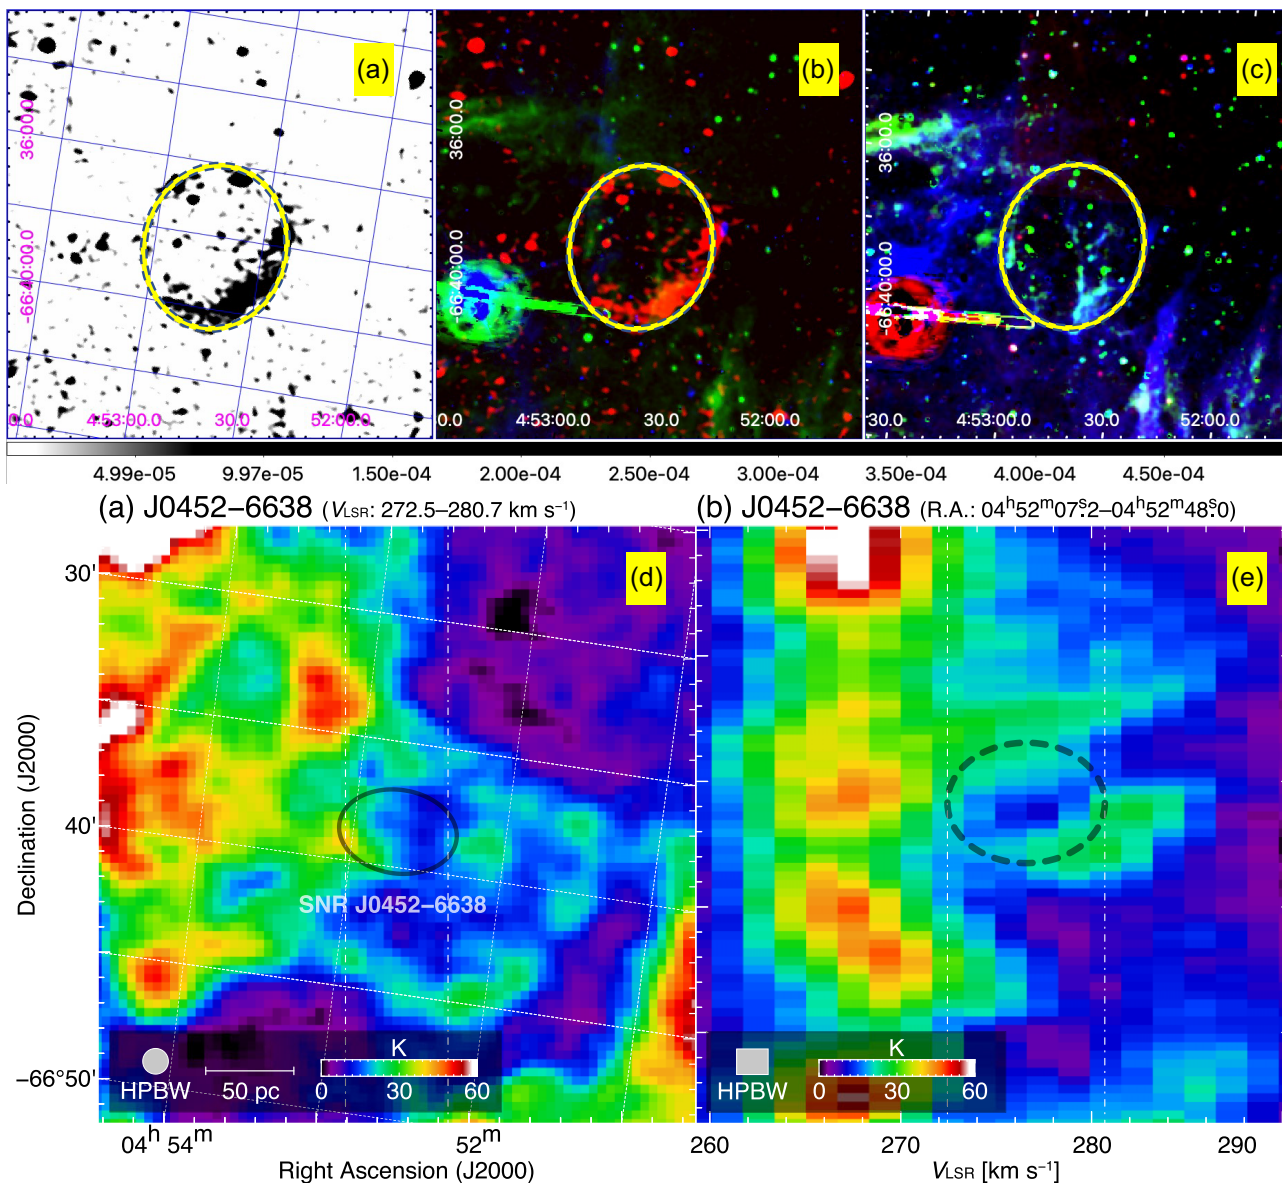 (a)
(b)
(c)
36:00.0
-66:40:00.0
0.0 4:53:00.0 30.0 52:00.0
36:00.0
-66:40:00.0
0.0 4:53:00.0 30.0 52:00.0
36:00.0
-66:40:00.0
30.0 4:53:00.0 30.0 52:00.0
4.999e-05 9.97e-05 1.50e-04 2.00e-04 2.50e-04 3.00e-04 3.50e-04 4.00e-04 4.50e-04
(a) J0452−6638 (VLSR: 272.5–280.7 km s⁻¹)
(b) J0452−6638 (R.A.: 04ʰ52ᵐ07ˢ.2–04ʰ52ᵐ48ˢ.0)
(d)
(e)
30'
40'
−66°50'
Declination (J2000)
SNR J0452−6638
HPBW
50 pc
K
0 30 60
HPBW
K
0 30 60
04ʰ 54ᵐ 52ᵐ
Right Ascension (J2000)
260 270 280 290
VLSR [km s⁻¹]